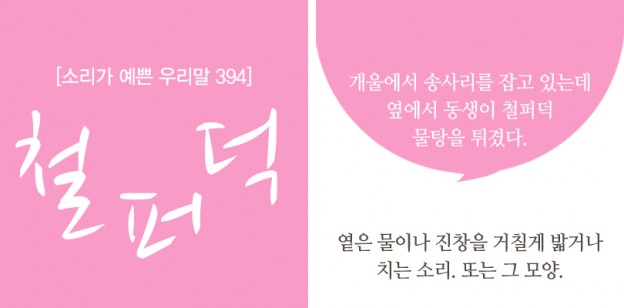 [소리가 예쁜 우리말 394]
철퍼덕
개울에서 송사리를 잡고 있는데
옆에서 동생이 철퍼덕
물탕을 튀겼다.
옅은 물이나 진창을 거칠게 밟거나
치는 소리. 또는 그 모양.